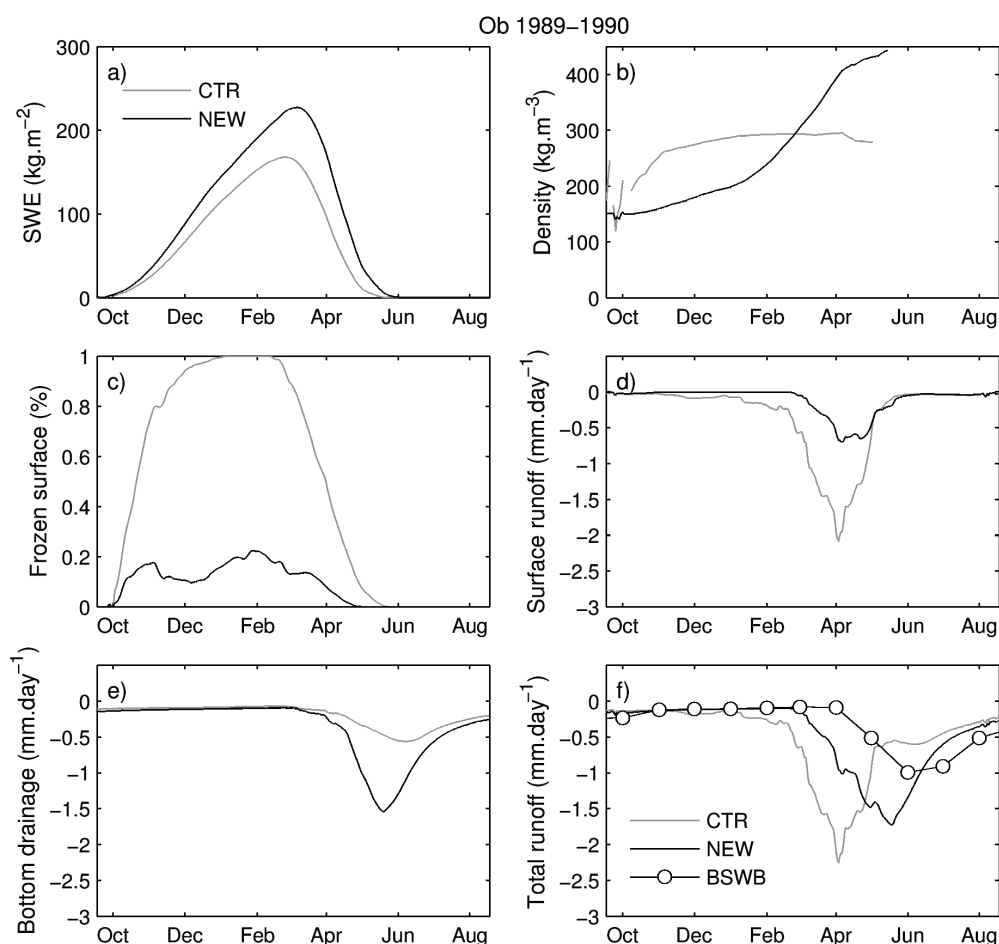 Ob 1989−1990
a)
CTR
NEW
SWE (kg.m−2)
300
200
100
0
Oct Dec Feb Apr Jun Aug
b)
Density (kg.m−3)
400
300
200
100
0
Oct Dec Feb Apr Jun Aug
c)
Frozen surface (%)
1
0.8
0.6
0.4
0.2
0
Oct Dec Feb Apr Jun Aug
d)
Surface runoff (mm.day−1)
0
−0.5
−1
−1.5
−2
−2.5
−3
Oct Dec Feb Apr Jun Aug
e)
Bottom drainage (mm.day−1)
0
−0.5
−1
−1.5
−2
−2.5
−3
Oct Dec Feb Apr Jun Aug
f)
Total runoff (mm.day−1)
0
−0.5
−1
−1.5
−2
−2.5
−3
CTR
NEW
BSWB
Oct Dec Feb Apr Jun Aug